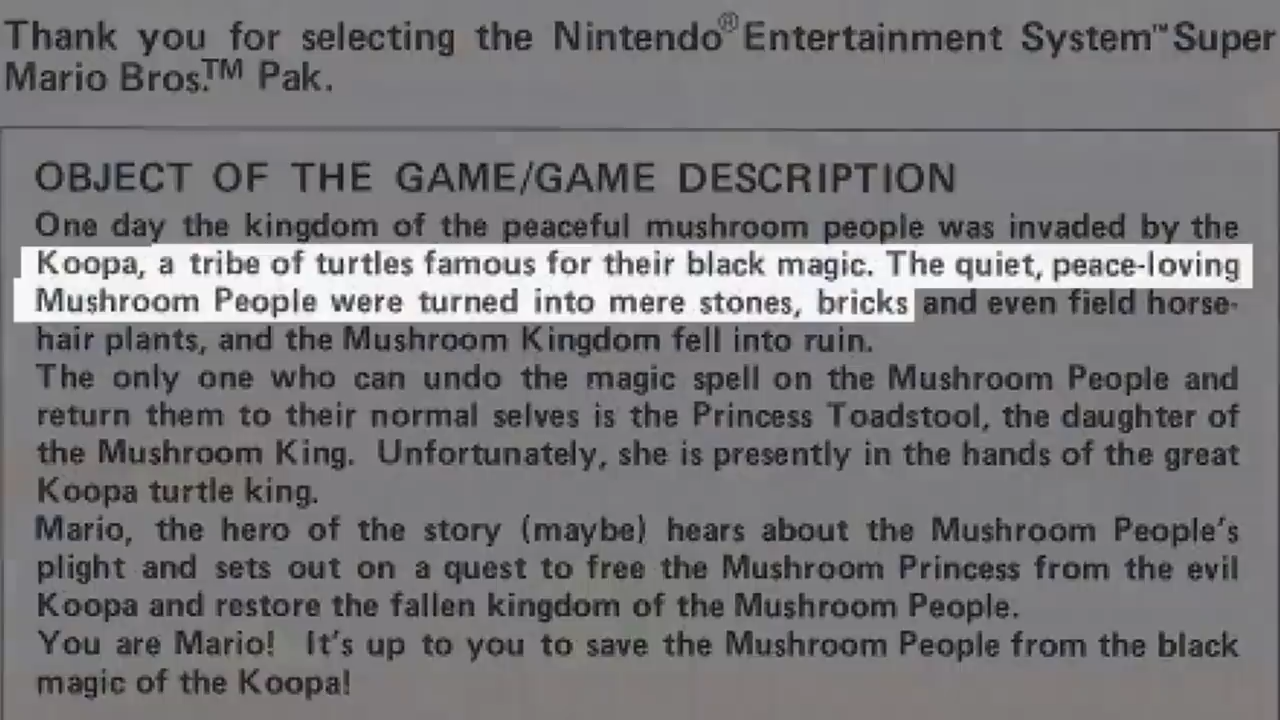 Thank you for selecting the Nintendo® Entertainment System™ Super
Mario Bros.™ Pak.
OBJECT OF THE GAME/GAME DESCRIPTION
One day the kingdom of the peaceful mushroom people was invaded by the
Koopa, a tribe of turtles famous for their black magic. The quiet, peace-loving
Mushroom People were turned into mere stones, bricks and even field horse-
hair plants, and the Mushroom Kingdom fell into ruin.
The only one who can undo the magic spell on the Mushroom People and
return them to their normal selves is the Princess Toadstool, the daughter of
the Mushroom King. Unfortunately, she is presently in the hands of the great
Koopa turtle king.
Mario, the hero of the story (maybe) hears about the Mushroom People's
plight and sets out on a quest to free the Mushroom Princess from the evil
Koopa and restore the fallen kingdom of the Mushroom People.
You are Mario! It's up to you to save the Mushroom People from the black
magic of the Koopa!